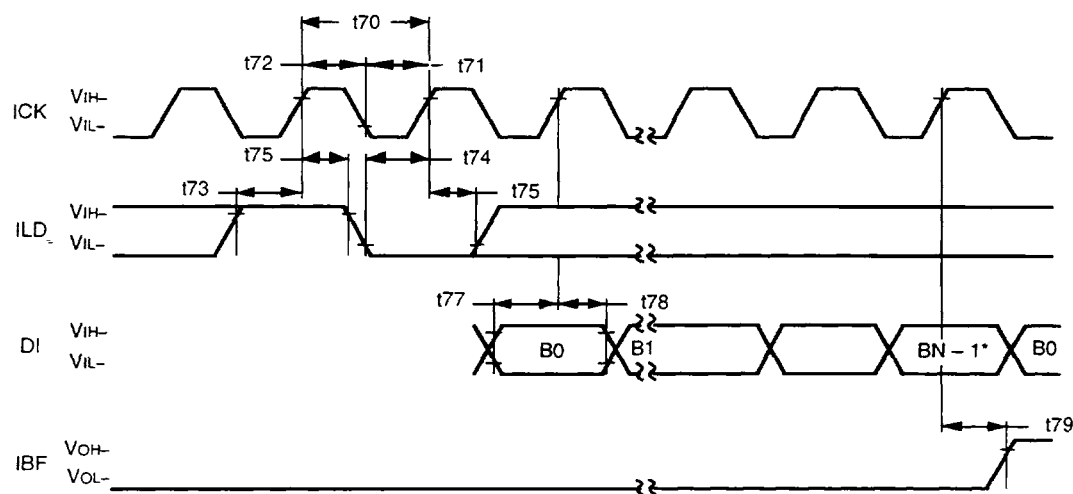 t70
t72 t71
ICK VIH–
VIL–
t75 t74
t73 t75
ILD VIH–
VIL–
t77 t78
DI VIH–
VIL–
B0 B1 BN – 1* B0
t79
IBF VOH–
VOL–